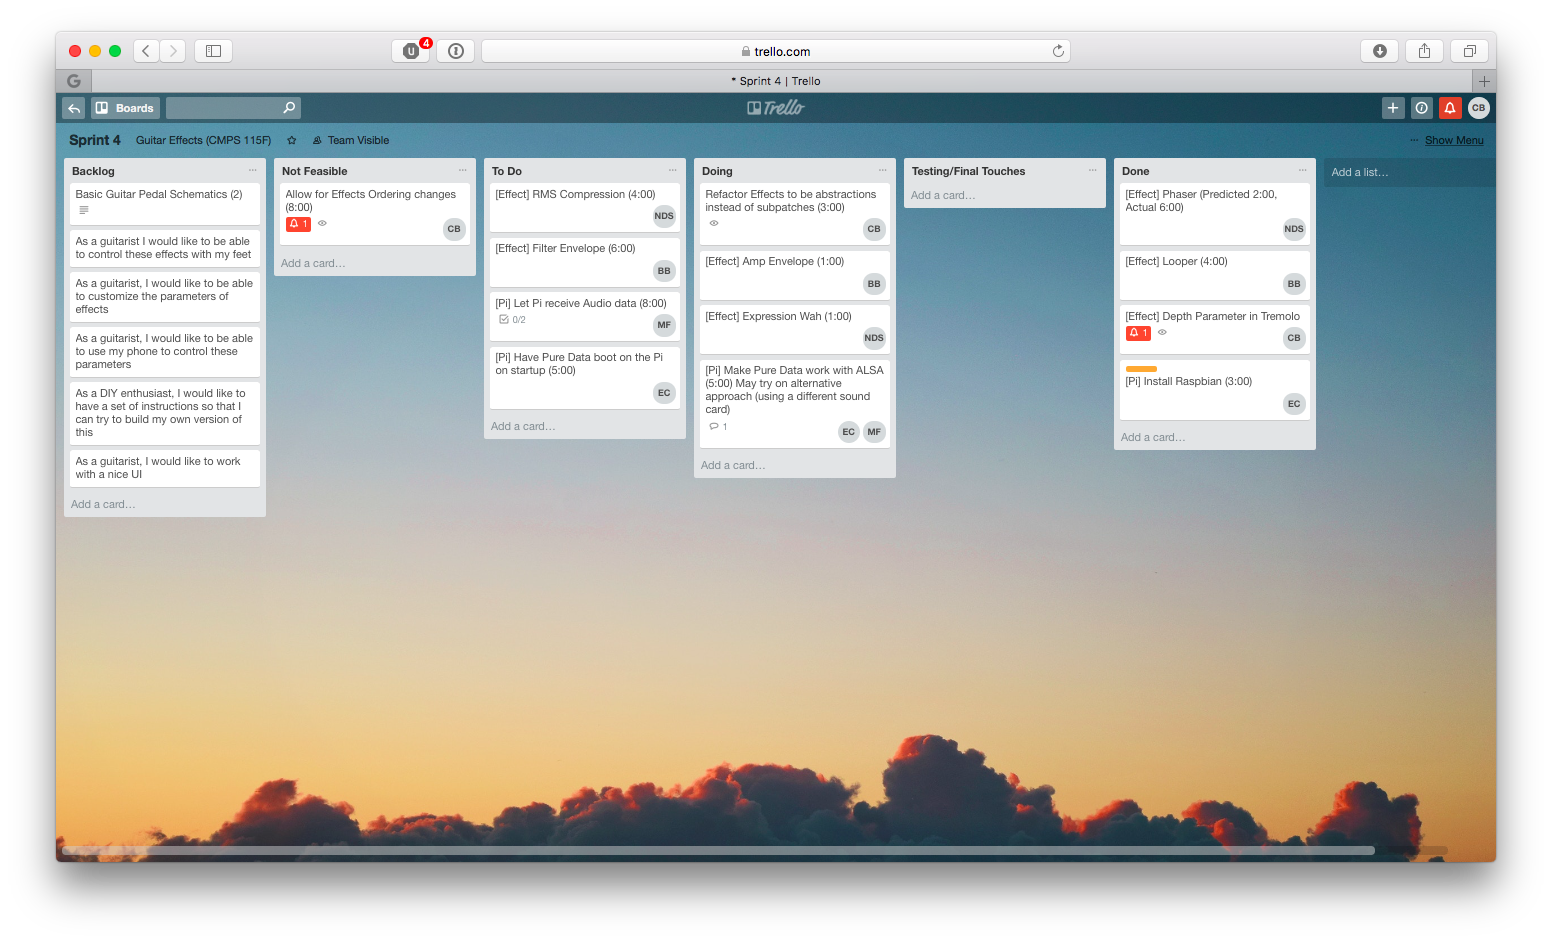 U
4
trello.com
G
* Sprint 4 | Trello
Boards
Trello
CB
Sprint 4
Guitar Effects (CMPS 115F)
Team Visible
Show Menu
Backlog
Basic Guitar Pedal Schematics (2)
As a guitarist I would like to be able
to control these effects with my feet
As a guitarist, I would like to be able
to customize the parameters of
effects
As a guitarist, I would like to be able
to use my phone to control these
parameters
As a DIY enthusiast, I would like to
have a set of instructions so that I
can try to build my own version of
this
As a guitarist, I would like to work
with a nice UI
Add a card…
Not Feasible
Allow for Effects Ordering changes
(8:00)
1
CB
Add a card…
To Do
[Effect] RMS Compression (4:00)
NDS
[Effect] Filter Envelope (6:00)
BB
[Pi] Let Pi receive Audio data (8:00)
0/2
MF
[Pi] Have Pure Data boot on the Pi
on startup (5:00)
EC
Add a card…
Doing
Refactor Effects to be abstractions
instead of subpatches (3:00)
CB
[Effect] Amp Envelope (1:00)
BB
[Effect] Expression Wah (1:00)
NDS
[Pi] Make Pure Data work with ALSA
(5:00) May try on alternative
approach (using a different sound
card)
1
EC MF
Add a card…
Testing/Final Touches
Add a card…
Done
[Effect] Phaser (Predicted 2:00,
Actual 6:00)
NDS
[Effect] Looper (4:00)
BB
[Effect] Depth Parameter in Tremolo
1
CB
[Pi] Install Raspbian (3:00)
EC
Add a card…
Add a list…